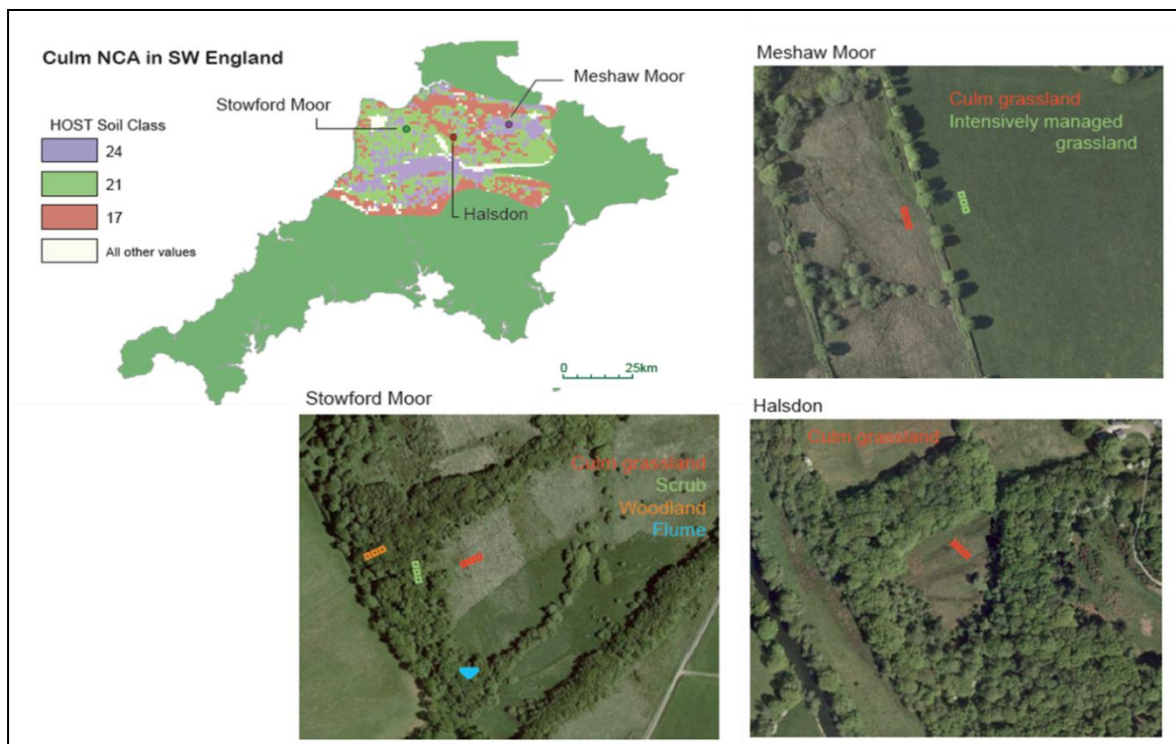 Culm NCA in SW England
HOST Soil Class
24
21
17
All other values
Stowford Moor
Meshaw Moor
Halsdon
0 25km
Meshaw Moor
Culm grassland
Intensively managed
grassland
Stowford Moor
Culm grassland
Scrub
Woodland
Flume
Halsdon
Culm grassland